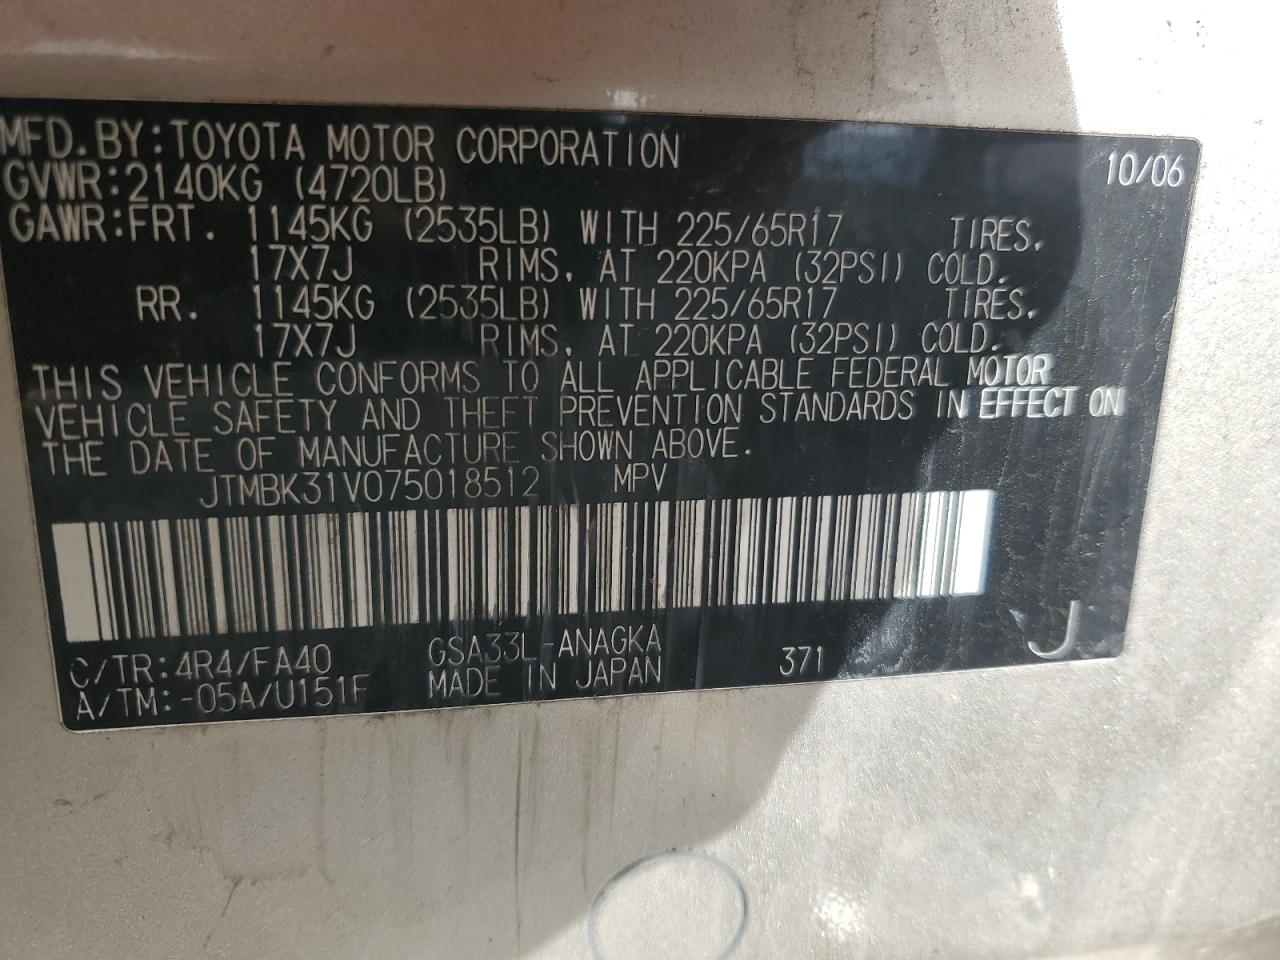 MFD. BY: TOYOTA MOTOR CORPORATION 10/06
GVWR: 2140KG (4720LB)
GAWR: FRT. 1145KG (2535LB) WITH 225/65R17 TIRES,
17X7J RIMS, AT 220KPA (32PSI) COLD.
RR. 1145KG (2535LB) WITH 225/65R17 TIRES,
17X7J RIMS, AT 220KPA (32PSI) COLD.
THIS VEHICLE CONFORMS TO ALL APPLICABLE FEDERAL MOTOR
VEHICLE SAFETY AND THEFT PREVENTION STANDARDS IN EFFECT ON
THE DATE OF MANUFACTURE SHOWN ABOVE.
JTMBK31V075018512 MPV
C/TR: 4R4/FA40 GSA33L-ANAGKA 371 J
A/TM: -05A/U151F MADE IN JAPAN